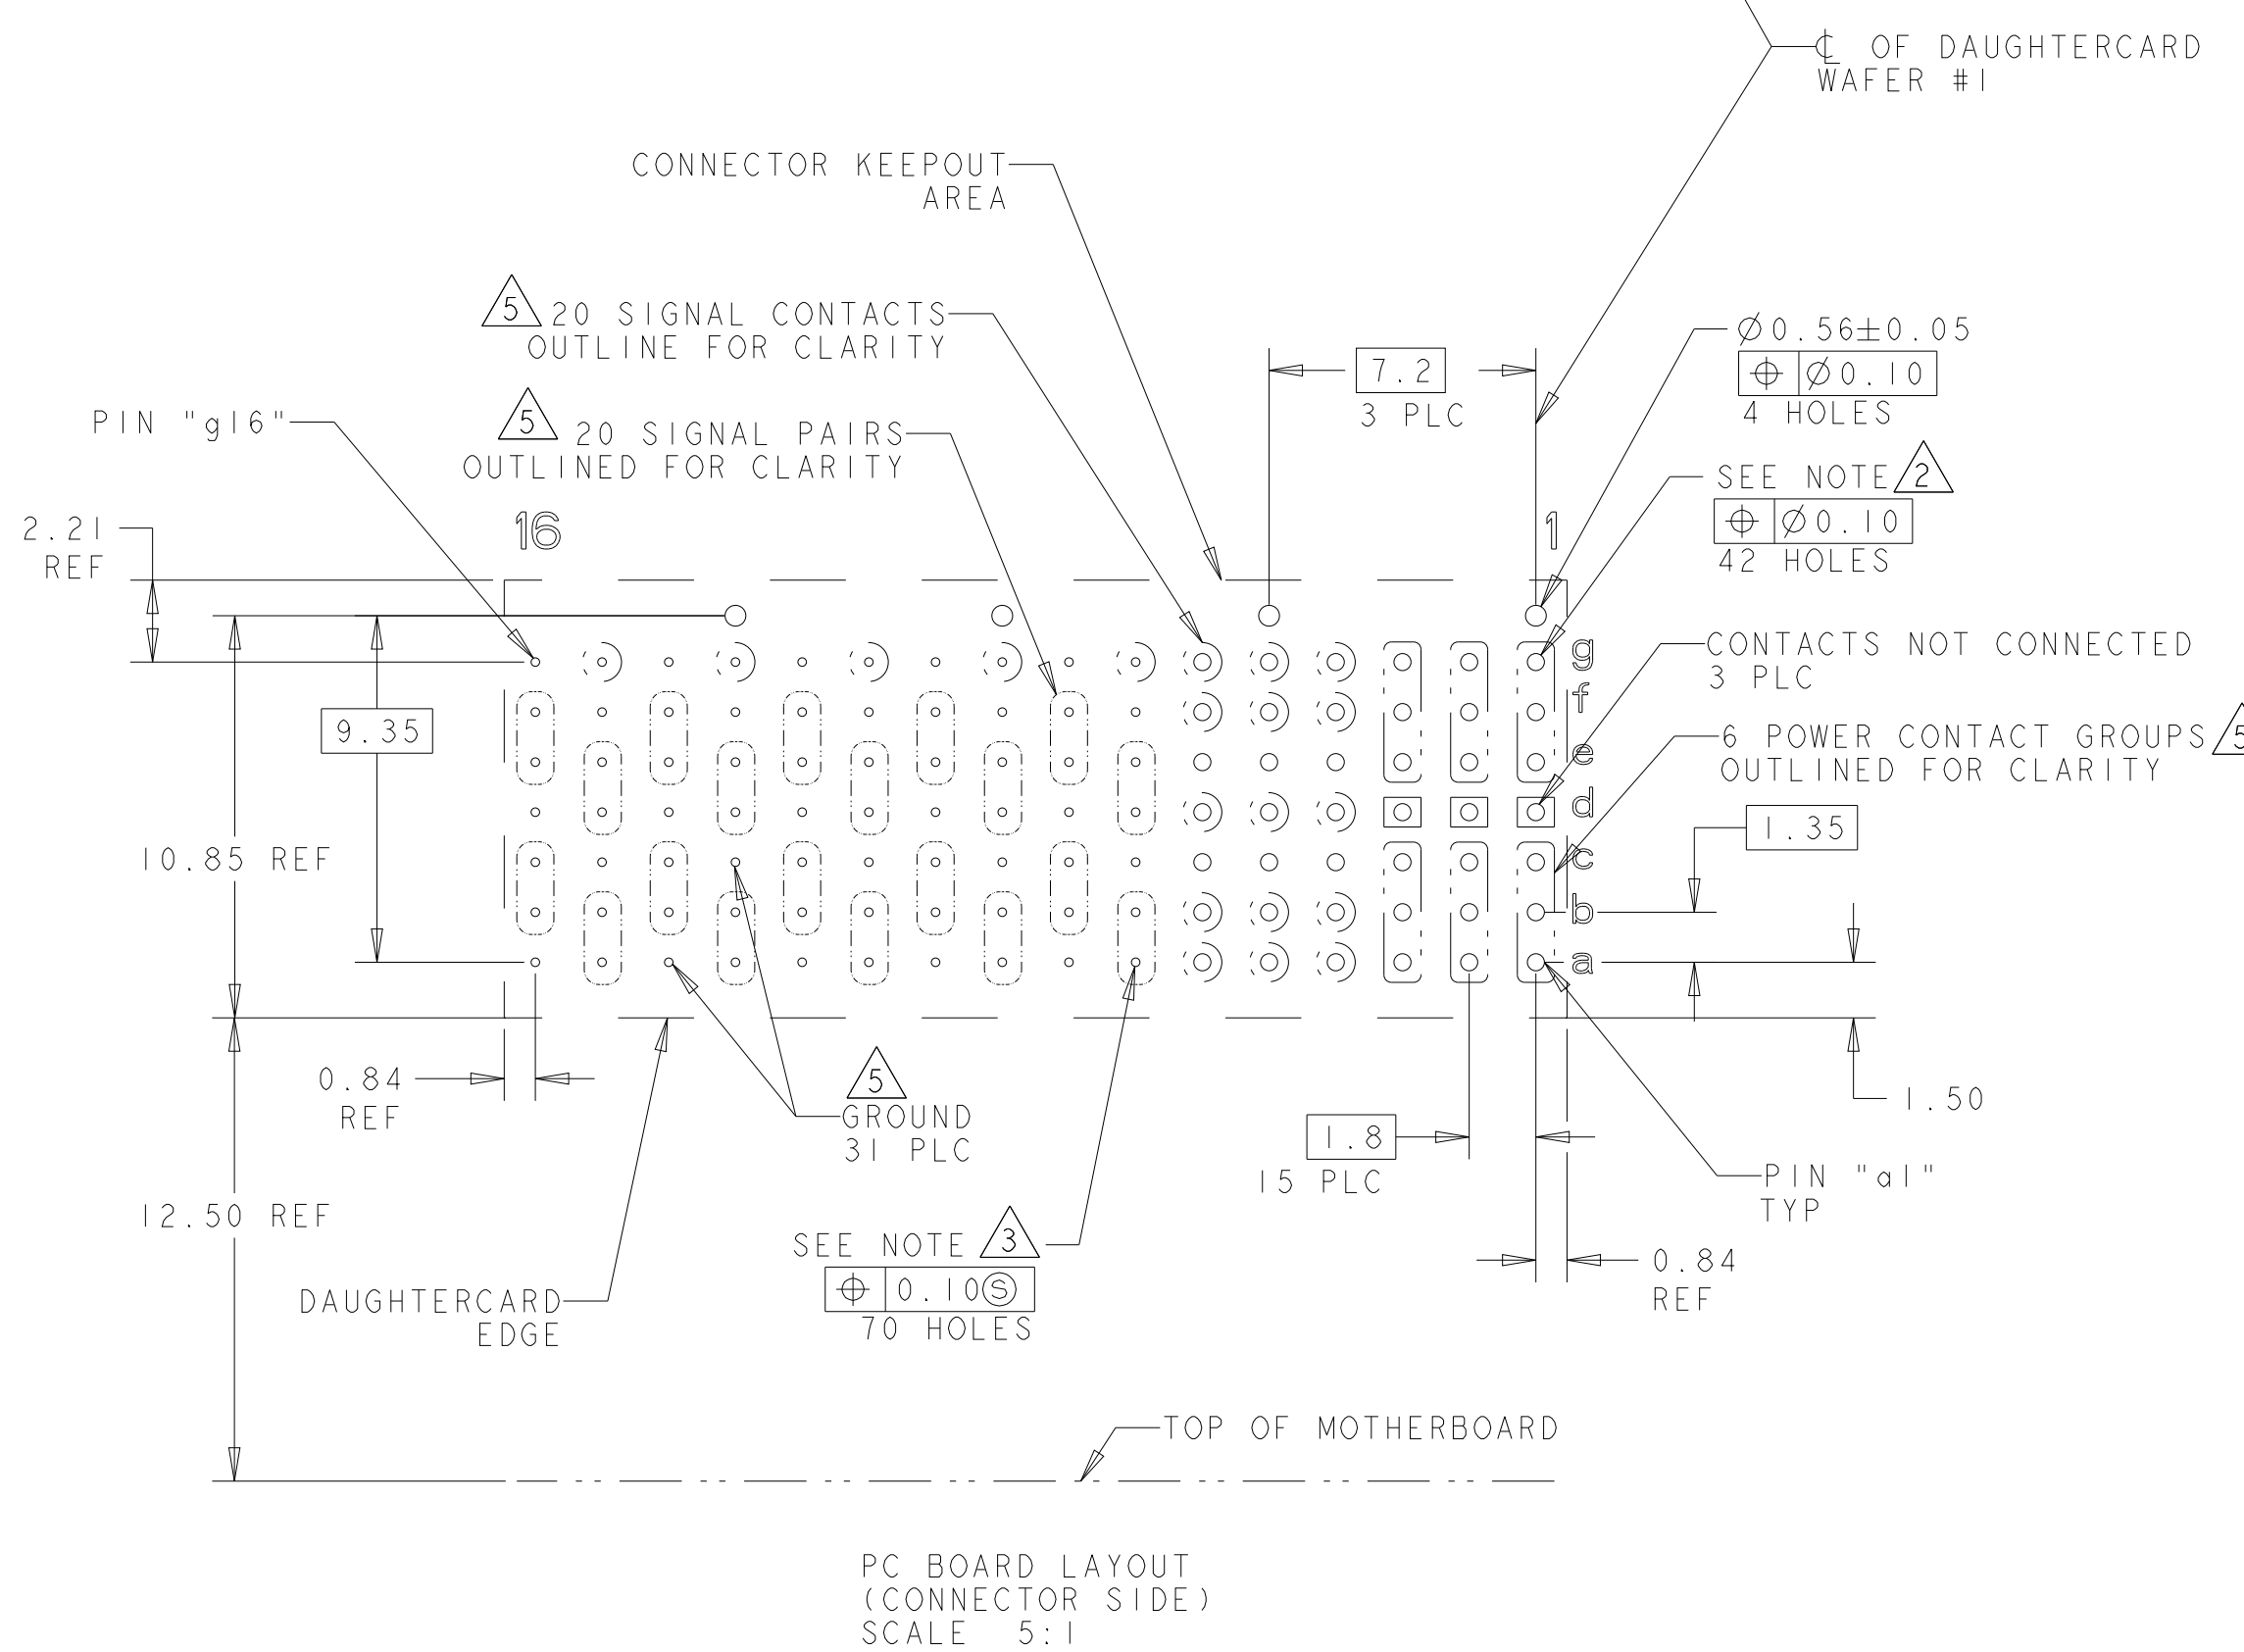 ℄ OF DAUGHTERCARD
WAFER #1
CONNECTOR KEEPOUT
AREA
5 20 SIGNAL CONTACTS
OUTLINE FOR CLARITY
⌀0.56±0.05
⌖ ⌀0.10
4 HOLES
7.2
3 PLC
PIN "g16"
5 20 SIGNAL PAIRS
OUTLINED FOR CLARITY
SEE NOTE 2
⌖ ⌀0.10
42 HOLES
2.21
REF
16
1
g
f
e
d
c
b
a
CONTACTS NOT CONNECTED
3 PLC
6 POWER CONTACT GROUPS 5
OUTLINED FOR CLARITY
9.35
1.35
10.85 REF
0.84
REF
5
GROUND
31 PLC
1.50
1.8
15 PLC
PIN "a1"
TYP
12.50 REF
SEE NOTE 3
⌖ 0.10Ⓢ
70 HOLES
0.84
REF
DAUGHTERCARD
EDGE
TOP OF MOTHERBOARD
PC BOARD LAYOUT
(CONNECTOR SIDE)
SCALE 5:1